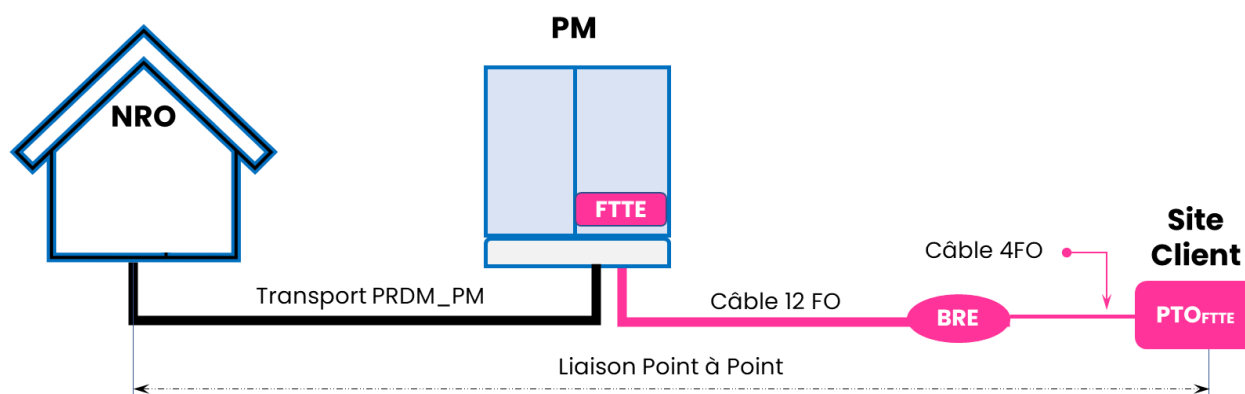 PM
NRO
FTTE
Site
Client
Câble 4FO
Transport PRDM_PM
Câble 12 FO
BRE
PTOFTTE
Liaison Point à Point